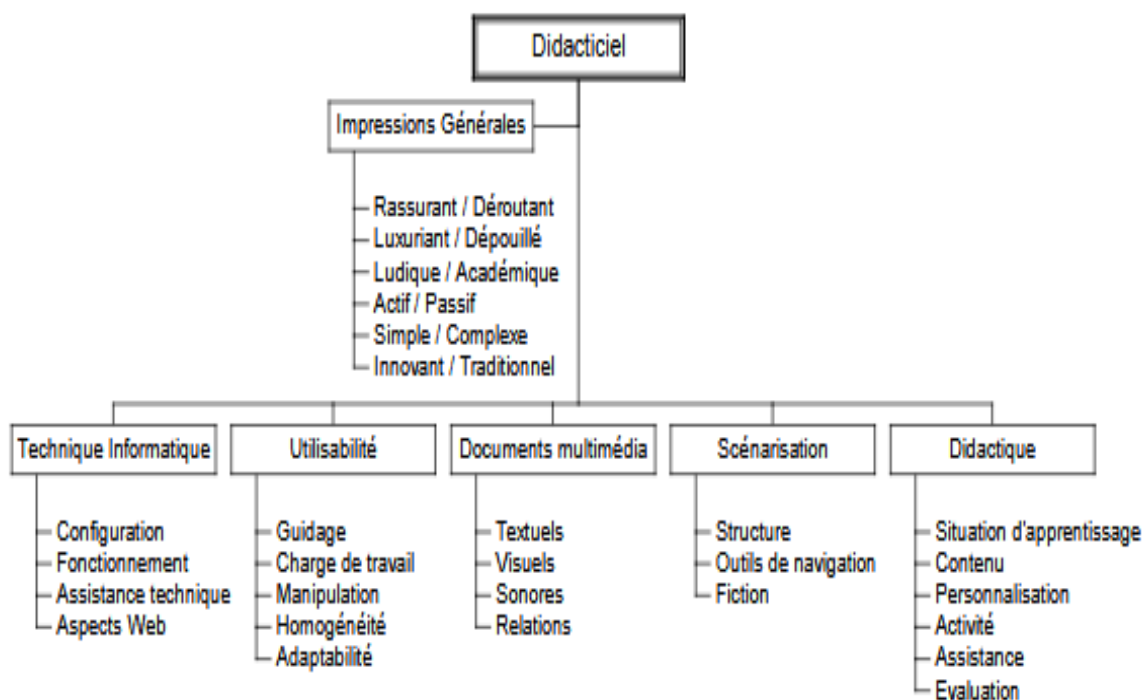 Didacticiel
Impressions Générales
Rassurant / Déroutant
Luxuriant / Dépouillé
Ludique / Académique
Actif / Passif
Simple / Complexe
Innovant / Traditionnel
Technique Informatique
Configuration
Fonctionnement
Assistance technique
Aspects Web
Utilisabilité
Guidage
Charge de travail
Manipulation
Homogénéité
Adaptabilité
Documents multimédia
Textuels
Visuels
Sonores
Relations
Scénarisation
Structure
Outils de navigation
Fiction
Didactique
Situation d'apprentissage
Contenu
Personnalisation
Activité
Assistance
Evaluation